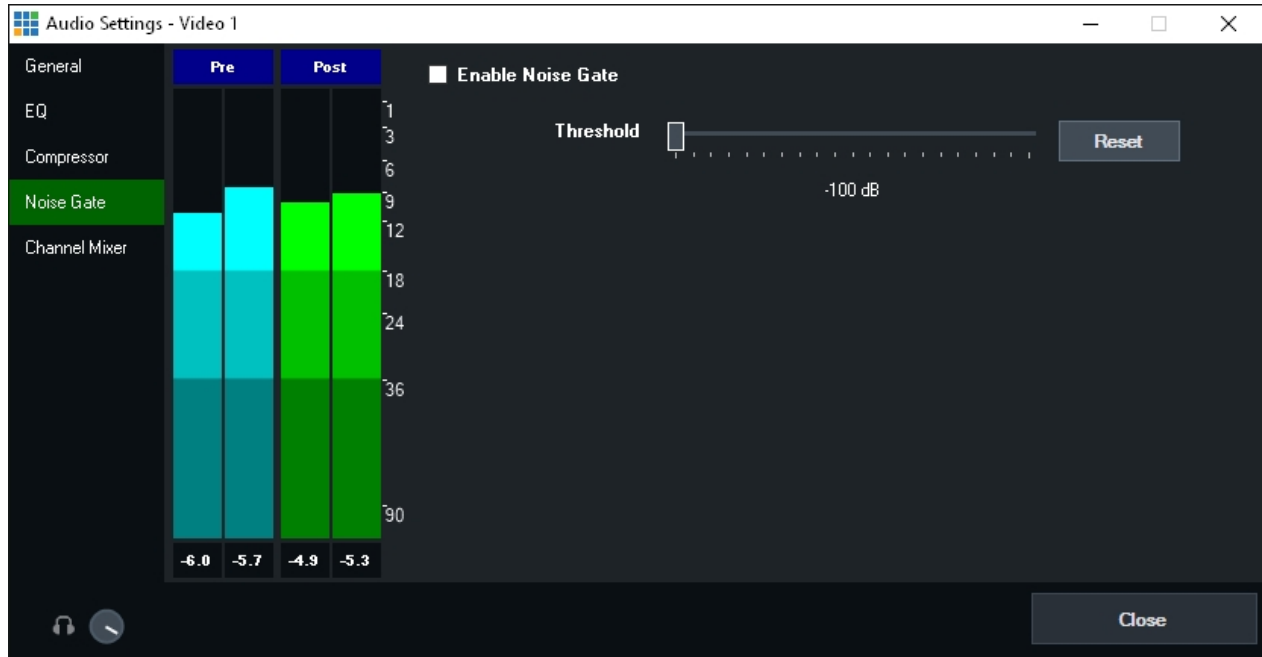 Audio Settings - Video 1
General
EQ
Compressor
Noise Gate
Channel Mixer
Pre Post
1
3
6
9
12
18
24
36
90
-6.0 -5.7 -4.9 -5.3
Enable Noise Gate
Threshold
Reset
-100 dB
Close